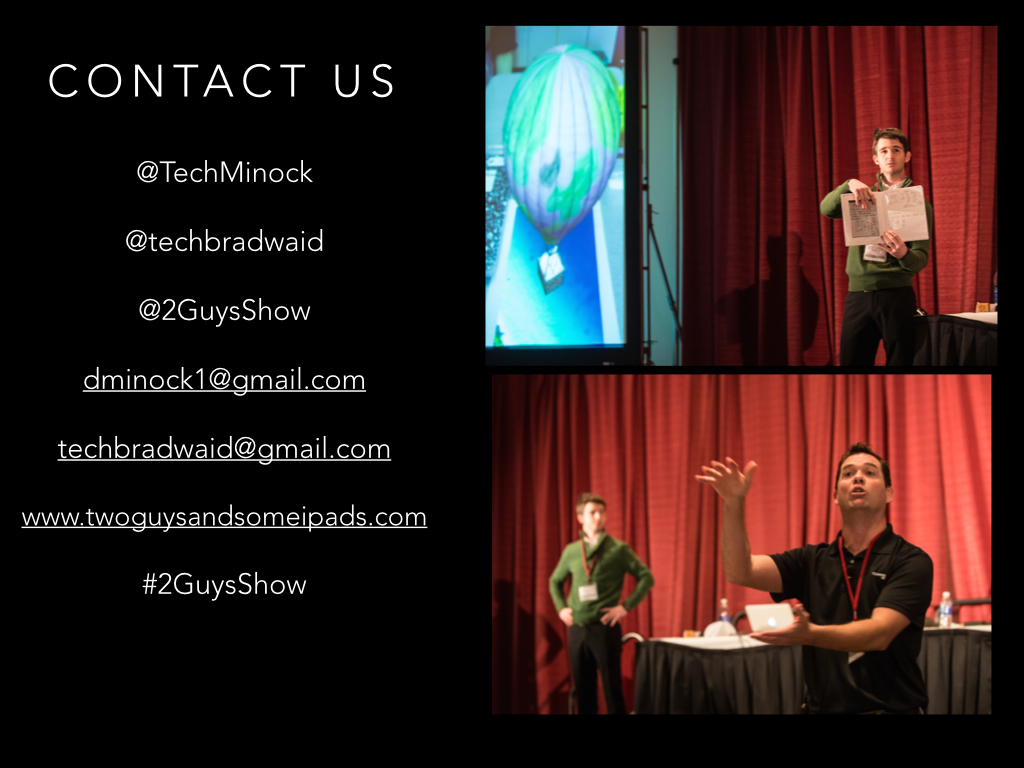 CONTACT US
@TechMinock
@techbradwaid
@2GuysShow
dminock1@gmail.com
techbradwaid@gmail.com
www.twoguysandsomeipads.com
#2GuysShow